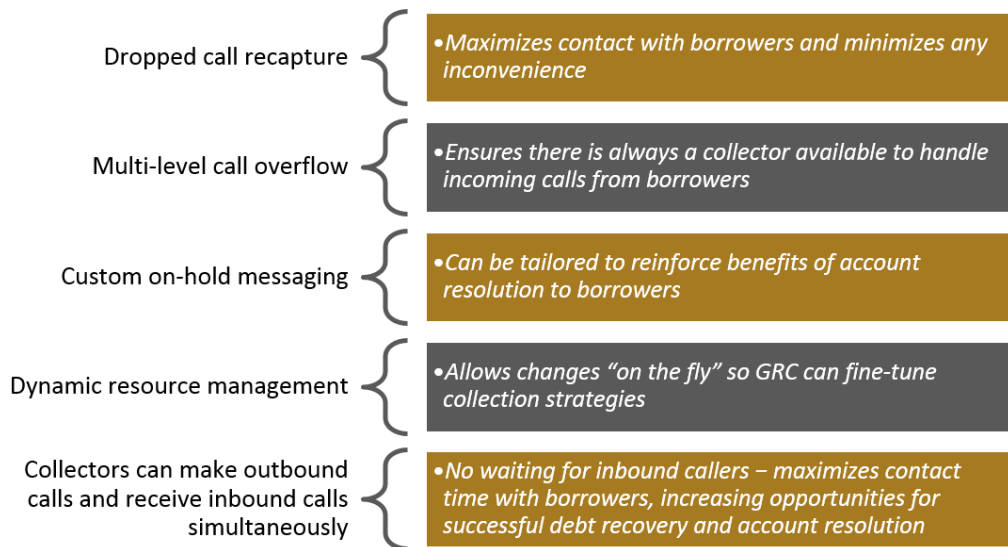 Dropped call recapture
•Maximizes contact with borrowers and minimizes any
inconvenience
Multi-level call overflow
•Ensures there is always a collector available to handle
incoming calls from borrowers
Custom on-hold messaging
•Can be tailored to reinforce benefits of account
resolution to borrowers
Dynamic resource management
•Allows changes “on the fly” so GRC can fine-tune
collection strategies
Collectors can make outbound
calls and receive inbound calls
simultaneously
•No waiting for inbound callers – maximizes contact
time with borrowers, increasing opportunities for
successful debt recovery and account resolution